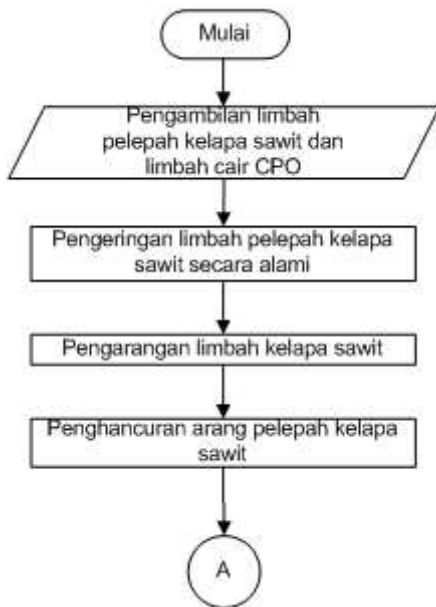 Mulai
Pengambilan limbah
pelepah kelapa sawit dan
limbah cair CPO
Pengeringan limbah pelepah kelapa
sawit secara alami
Pengarangan limbah kelapa sawit
Penghancuran arang pelepah kelapa
sawit
A